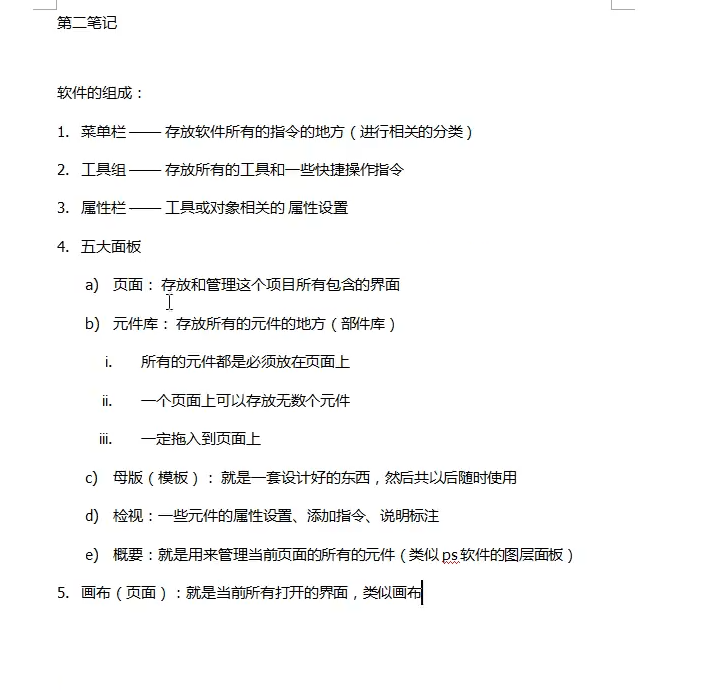 第二笔记
软件的组成：
1. 菜单栏 —— 存放软件所有的指令的地方（进行相关的分类）
2. 工具组 —— 存放所有的工具和一些快捷操作指令
3. 属性栏 —— 工具或对象相关的 属性设置
4. 五大面板
a) 页面： 存放和管理这个项目所有包含的界面
b) 元件库： 存放所有的元件的地方（部件库）
i. 所有的元件都是必须放在页面上
ii. 一个页面上可以存放无数个元件
iii. 一定拖入到页面上
c) 母版（模板）： 就是一套设计好的东西，然后共以后随时使用
d) 检视：一些元件的属性设置、添加指令、说明标注
e) 概要：就是用来管理当前页面的所有的元件（类似 ps 软件的图层面板）
5. 画布（页面）：就是当前所有打开的界面，类似画布